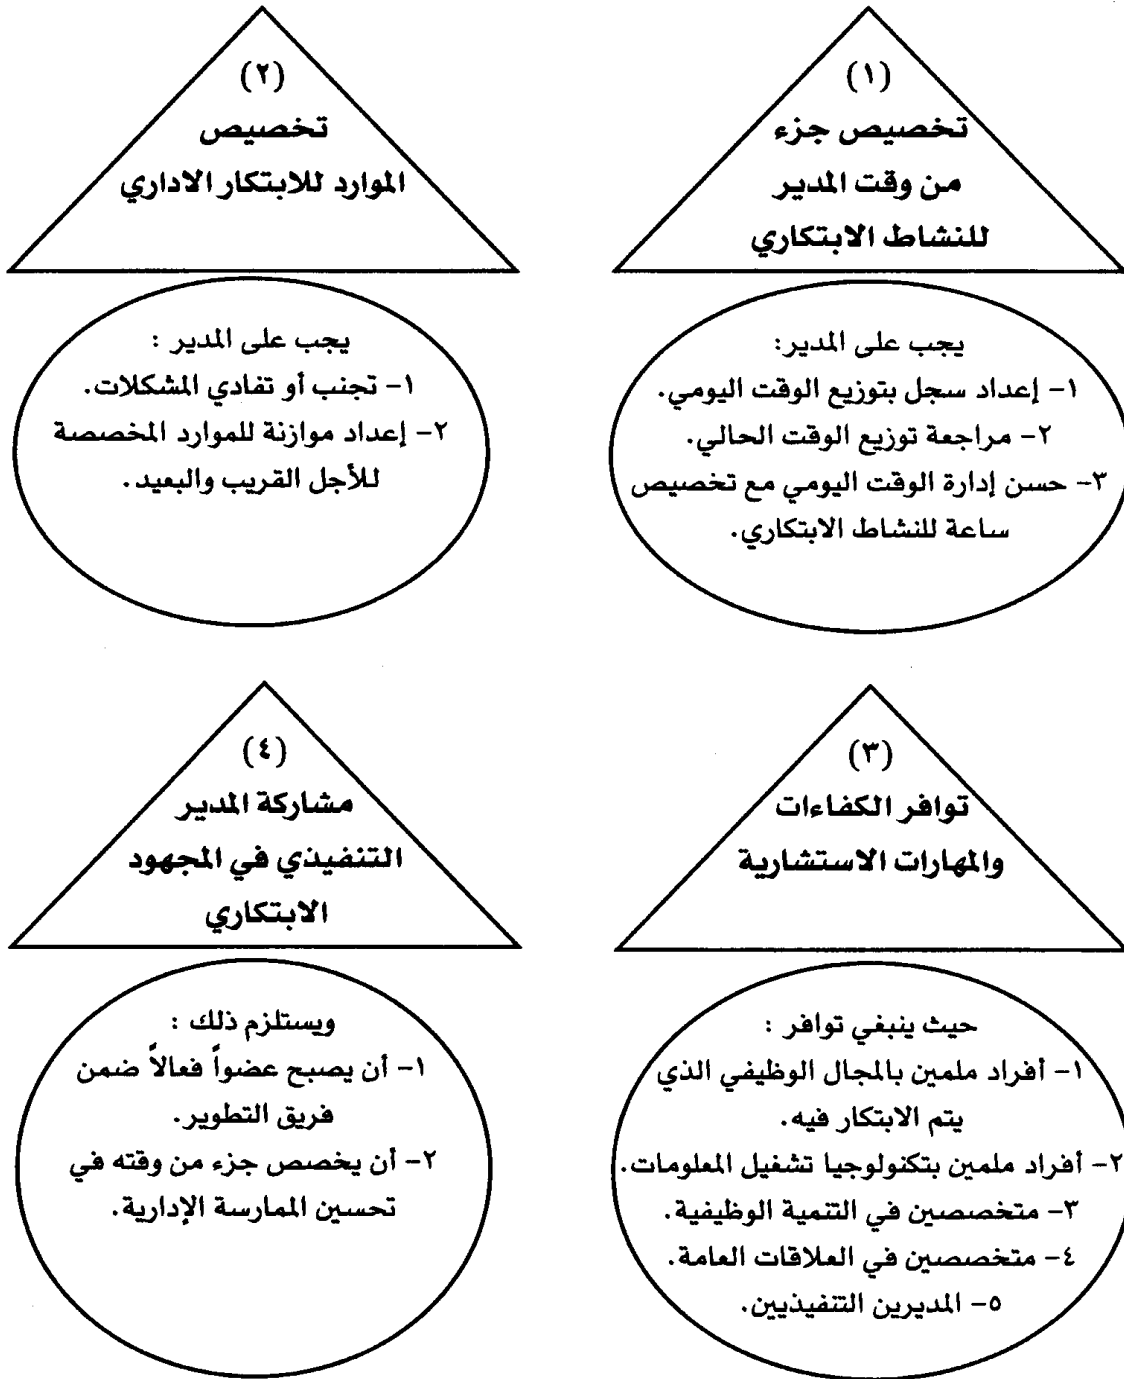 (١)
تخصيص جزء
من وقت المدير
للنشاط الابتكاري
يجب على المدير:
١- إعداد سجل بتوزيع الوقت اليومي.
٢- مراجعة توزيع الوقت الحالي.
٣- حسن إدارة الوقت اليومي مع تخصيص
ساعة للنشاط الابتكاري.
(٢)
تخصيص
الموارد للابتكار الاداري
يجب على المدير :
١- تجنب أو تفادي المشكلات.
٢- إعداد موازنة للموارد المخصصة
للأجل القريب والبعيد.
(٣)
توافر الكفاءات
والمهارات الاستشارية
حيث ينبغي توافر :
١- أفراد ملمين بالمجال الوظيفي الذي
يتم الابتكار فيه.
٢- أفراد ملمين بتكنولوجيا تشغيل المعلومات.
٣- متخصصين في التنمية الوظيفية.
٤- متخصصين في العلاقات العامة.
٥- المديرين التنفيذيين.
(٤)
مشاركة المدير
التنفيذي في المجهود
الابتكاري
ويستلزم ذلك :
١- أن يصبح عضواً فعالاً ضمن
فريق التطوير.
٢- أن يخصص جزء من وقته في
تحسين الممارسة الإدارية.